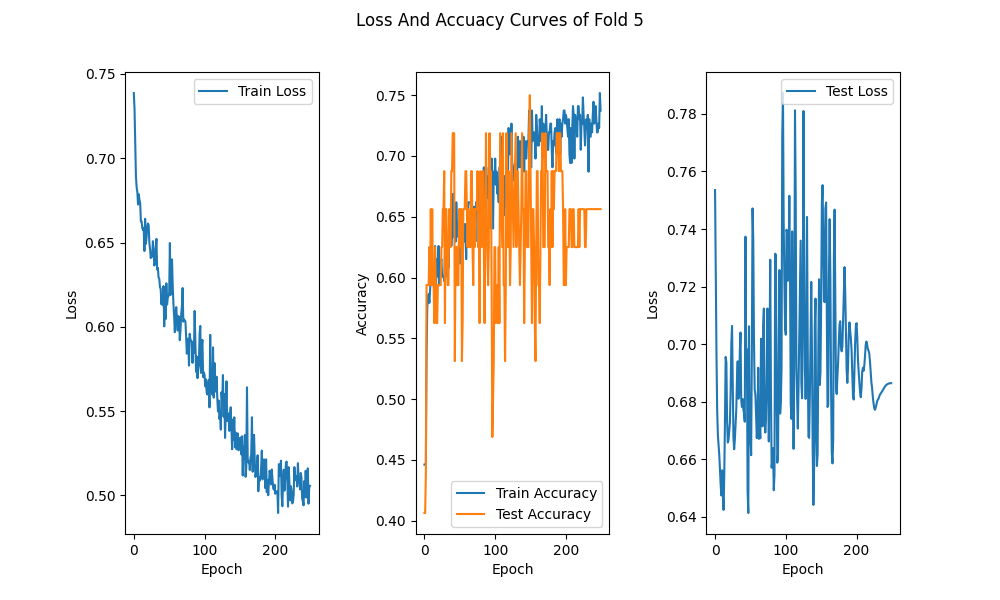 Loss And Accuacy Curves of Fold 5
Loss
0.75
0.70
0.65
0.60
0.55
0.50
Train Loss
0 100 200
Epoch
Accuracy
0.75
0.70
0.65
0.60
0.55
0.50
0.45
0.40
Train Accuracy
Test Accuracy
0 100 200
Epoch
Loss
0.78
0.76
0.74
0.72
0.70
0.68
0.66
0.64
Test Loss
0 100 200
Epoch